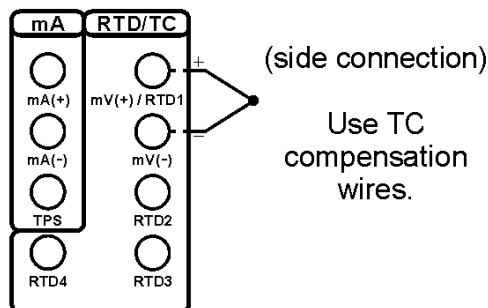 mA RTD/TC
mA(+) mV(+) / RTD1
mA(-) mV(-)
TPS RTD2
RTD4 RTD3
+
−
(side connection)
Use TC
compensation
wires.